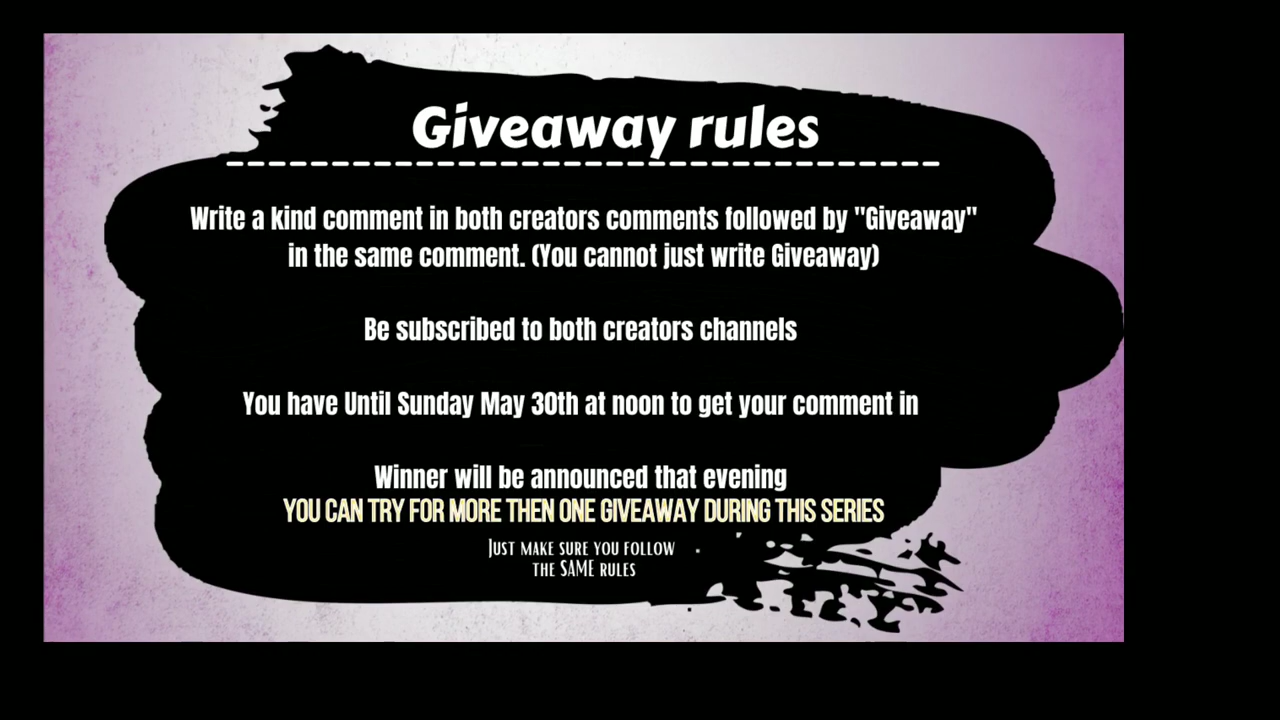 Giveaway rules
Write a kind comment in both creators comments followed by "Giveaway"
in the same comment. (You cannot just write Giveaway)
Be subscribed to both creators channels
You have Until Sunday May 30th at noon to get your comment in
Winner will be announced that evening
YOU CAN TRY FOR MORE THEN ONE GIVEAWAY DURING THIS SERIES
JUST MAKE SURE YOU FOLLOW
THE SAME RULES